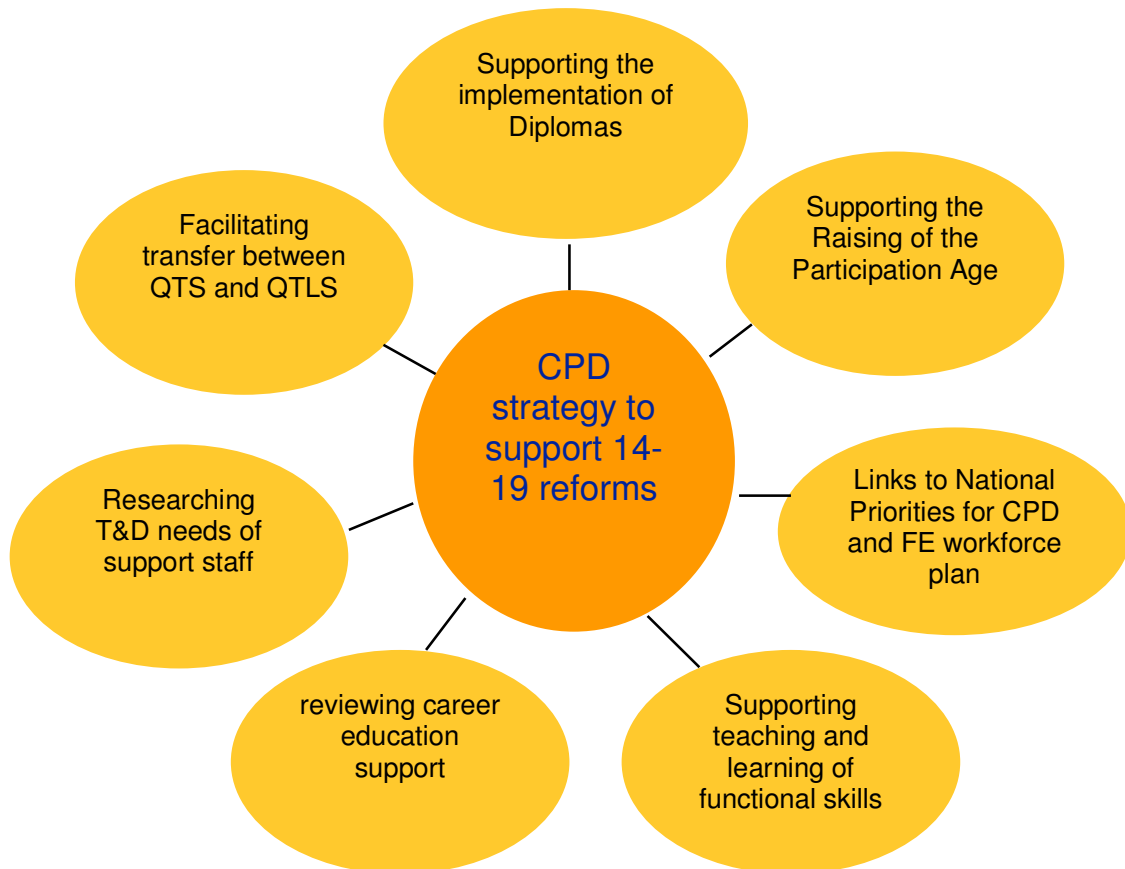 Supporting the
implementation of
Diplomas
Supporting the
Raising of the
Participation Age
Links to National
Priorities for CPD
and FE workforce
plan
Supporting
teaching and
learning of
functional skills
reviewing career
education
support
Researching
T&D needs of
support staff
Facilitating
transfer between
QTS and QTLS
CPD
strategy to
support 14-
19 reforms